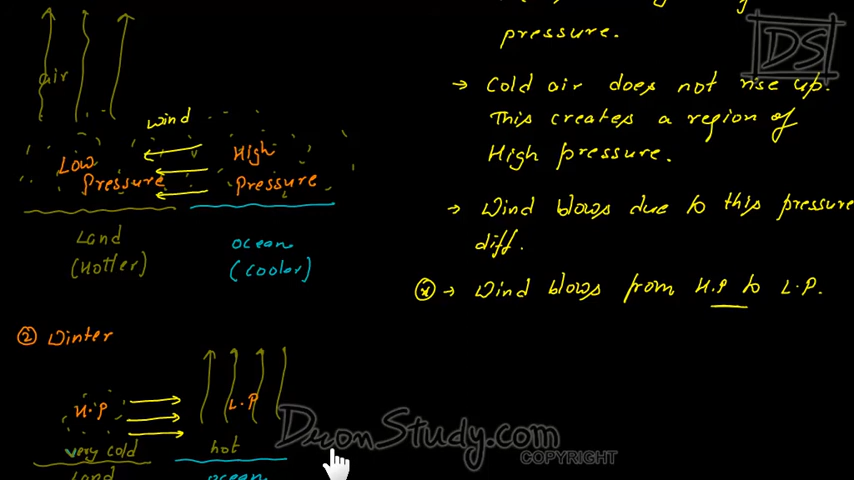 air
wind
Low
Pressure
High
Pressure
Land
(Hotter)
ocean
(cooler)
② Winter
H.P
L.P
very cold
hot
Land
ocean
pressure.
→ Cold air does not rise up.
This creates a region of
High pressure.
→ Wind blows due to this pressure
diff.
→ Wind blows from H.P to L.P.
DS
DronStudy.com
COPYRIGHT